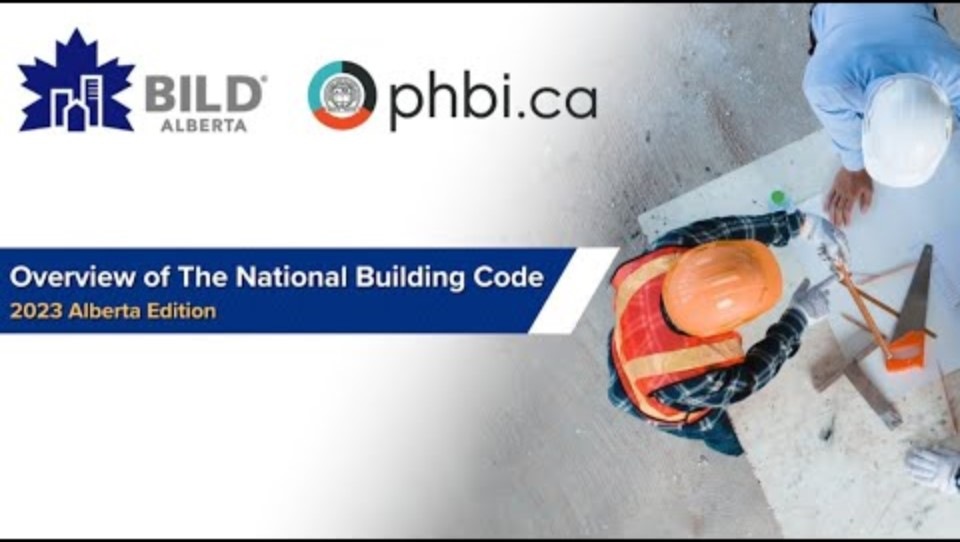 BILD®
ALBERTA
phbi.ca
Overview of The National Building Code
2023 Alberta Edition